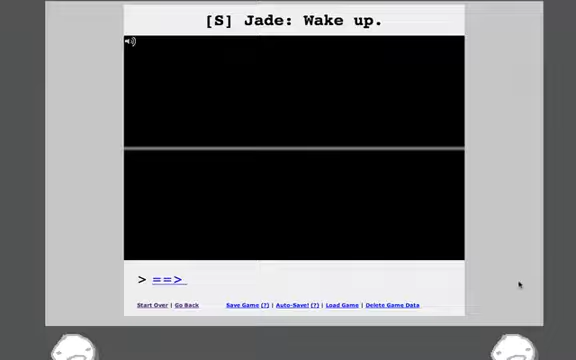 [S] Jade: Wake up.
> ==>
Start Over | Go Back Save Game (?) | Auto-Save! (?) | Load Game | Delete Game Data